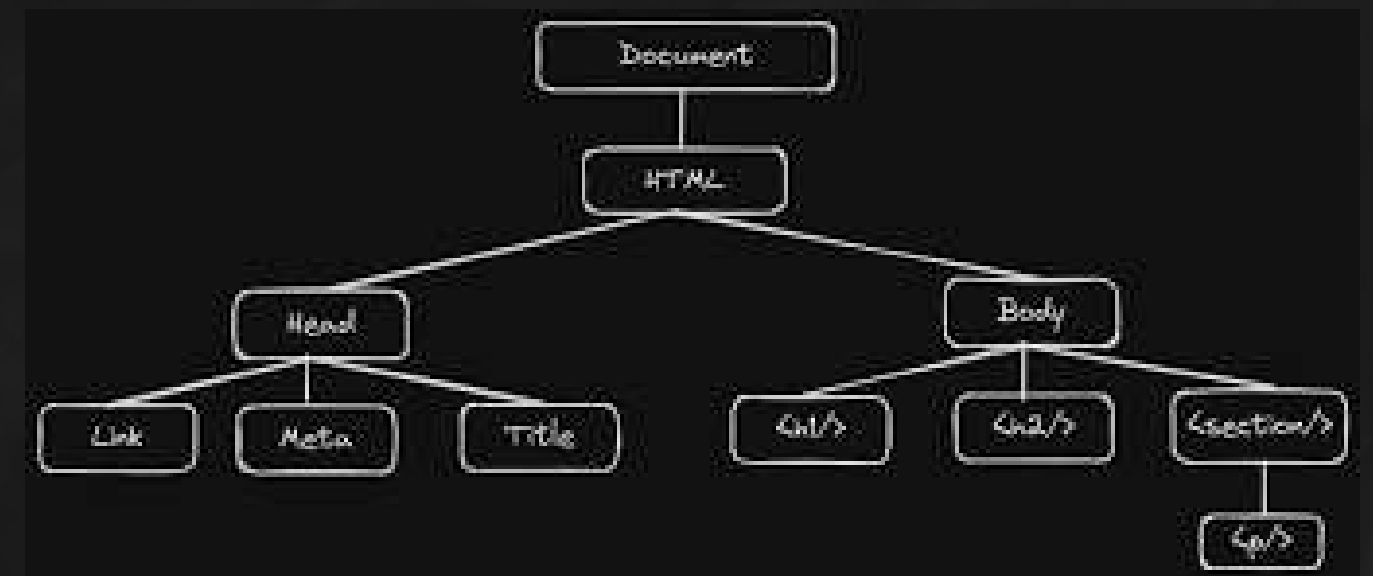 Document
HTML
Head
Body
Link
Meta
Title
<h1/>
<h2/>
<section/>
<p/>